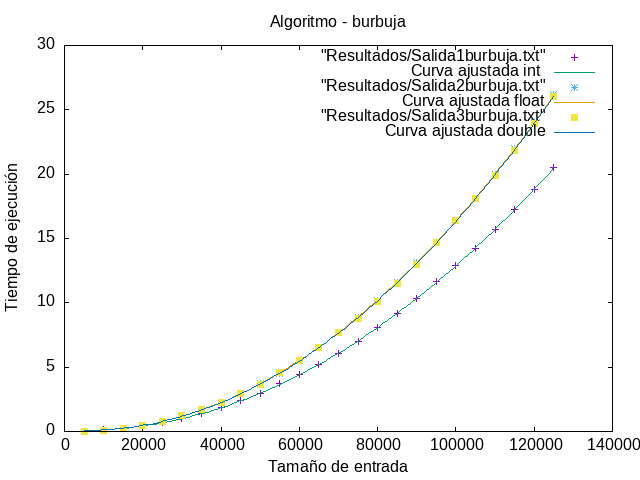 Algoritmo - burbuja
30
25
20
15
10
5
0
Tiempo de ejecución
"Resultados/Salida1burbuja.txt"
Curva ajustada int
"Resultados/Salida2burbuja.txt"
Curva ajustada float
"Resultados/Salida3burbuja.txt"
Curva ajustada double
0 20000 40000 60000 80000 100000 120000 140000
Tamaño de entrada